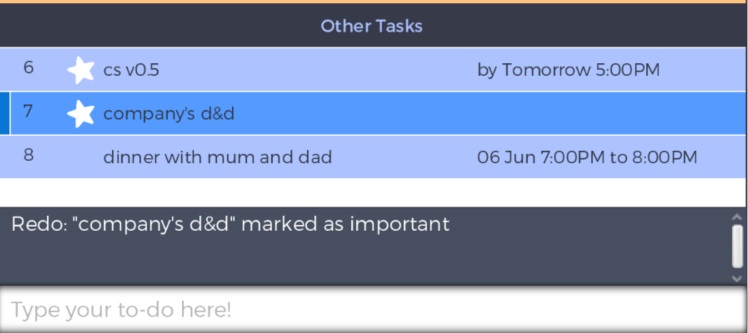 Other Tasks
6 cs v0.5 by Tomorrow 5:00PM
7 company's d&d
8 dinner with mum and dad 06 Jun 7:00PM to 8:00PM
Redo: "company's d&d" marked as important
Type your to-do here!